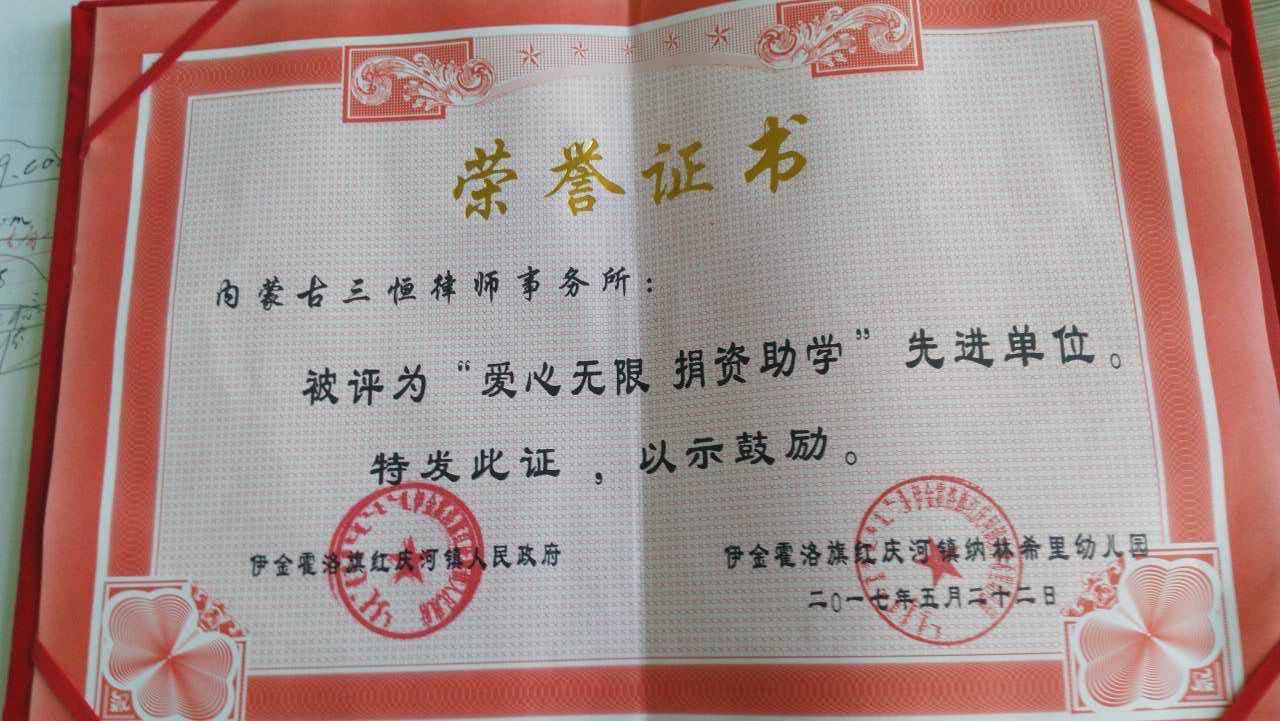 荣誉证书
内蒙古三恒律师事务所：
被评为“爱心无限 捐资助学”先进单位。
特发此证，以示鼓励。
伊金霍洛旗红庆河镇人民政府
伊金霍洛旗红庆河镇纳林希里幼儿园
二〇一七年五月二十二日